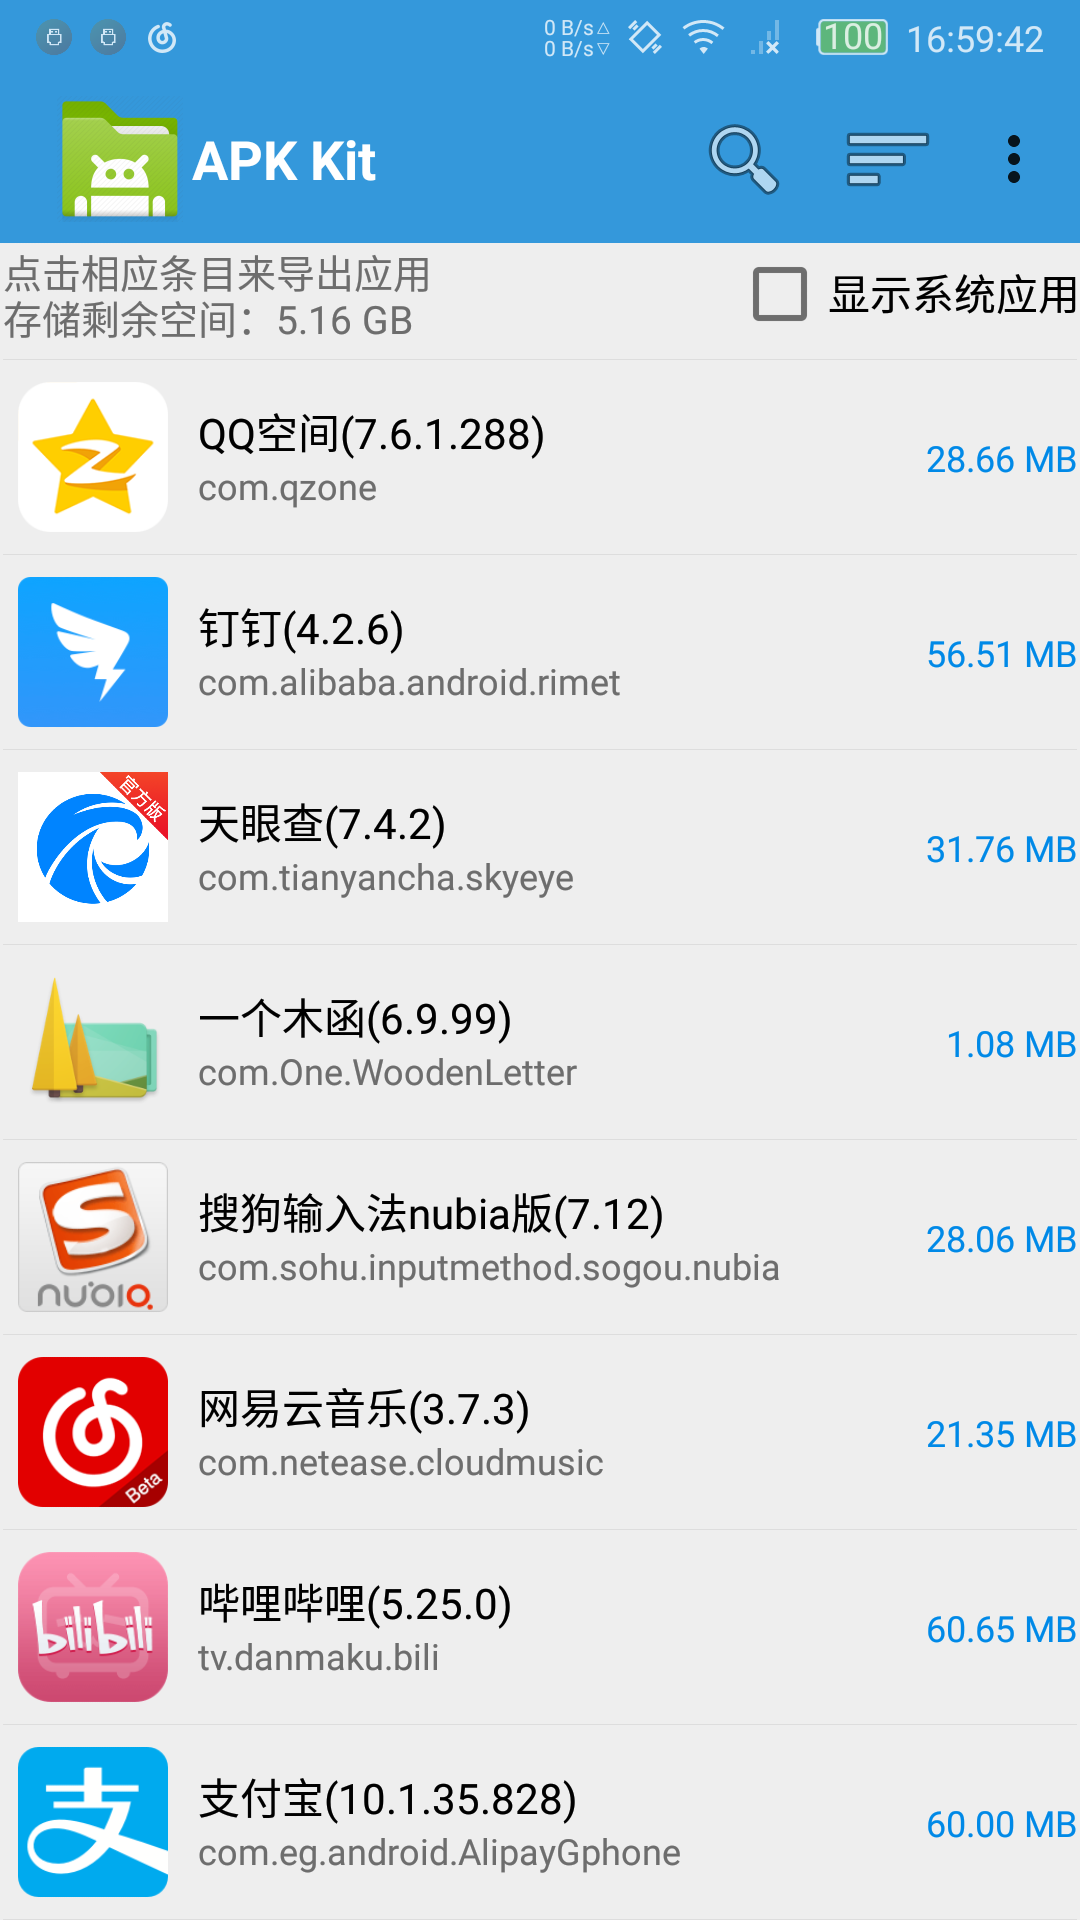 0 B/s△
0 B/s▽
100
16:59:42
APK Kit
点击相应条目来导出应用
存储剩余空间：5.16 GB
显示系统应用
QQ空间(7.6.1.288)
com.qzone
28.66 MB
钉钉(4.2.6)
com.alibaba.android.rimet
56.51 MB
官方版
天眼查(7.4.2)
com.tianyancha.skyeye
31.76 MB
一个木函(6.9.99)
com.One.WoodenLetter
1.08 MB
S
nubia
搜狗输入法nubia版(7.12)
com.sohu.inputmethod.sogou.nubia
28.06 MB
Beta
网易云音乐(3.7.3)
com.netease.cloudmusic
21.35 MB
bilibili
哔哩哔哩(5.25.0)
tv.danmaku.bili
60.65 MB
支
支付宝(10.1.35.828)
com.eg.android.AlipayGphone
60.00 MB